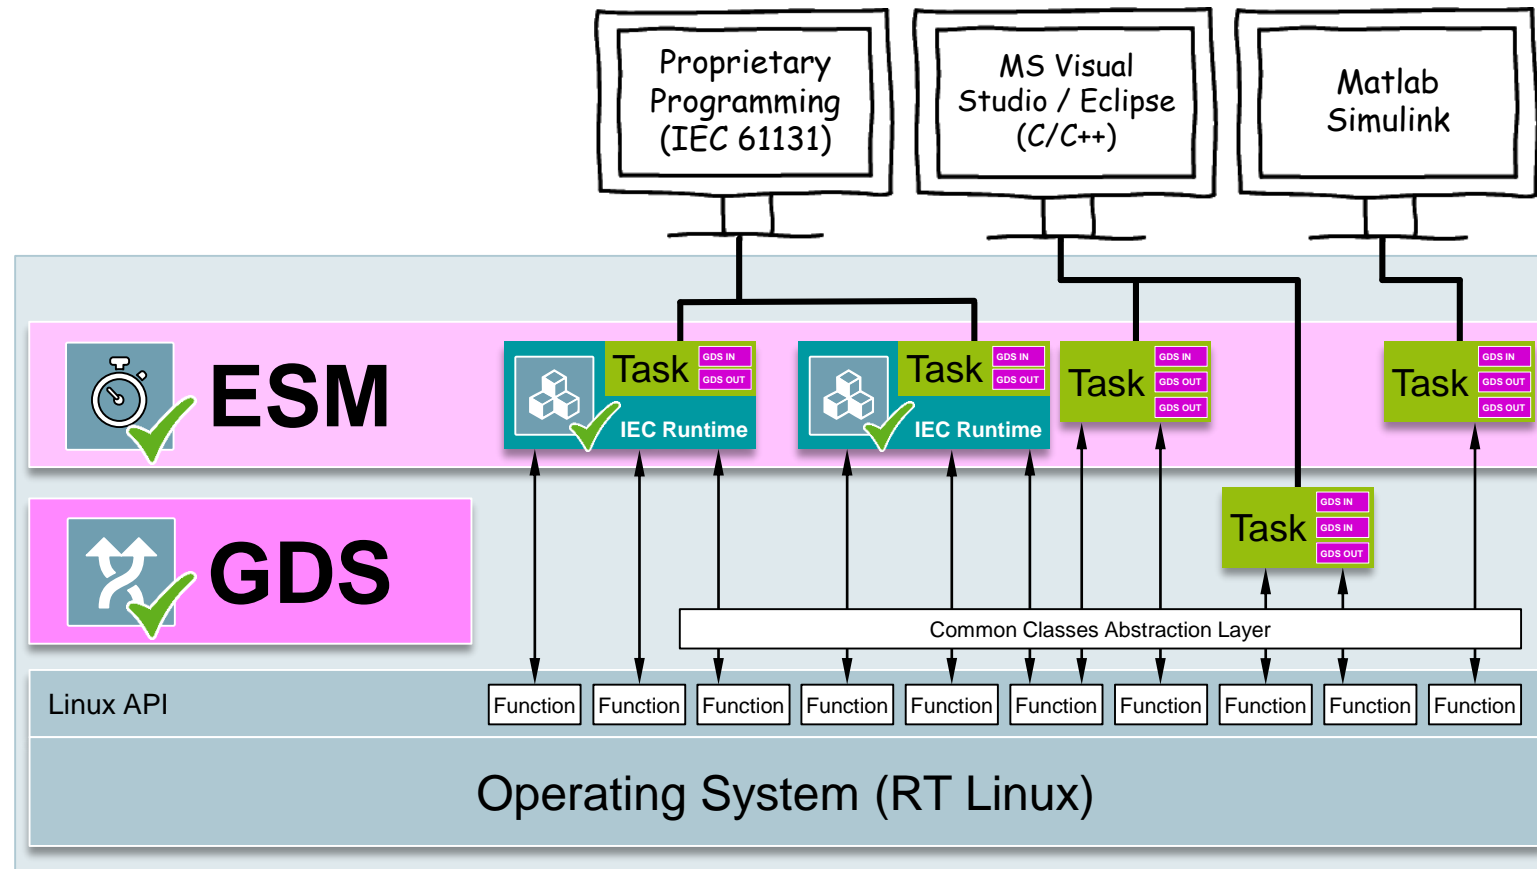 Proprietary
Programming
(IEC 61131)
MS Visual
Studio / Eclipse
(C/C++)
Matlab
Simulink
ESM
Task
GDS IN
GDS OUT
IEC Runtime
Task
GDS IN
GDS OUT
IEC Runtime
Task
GDS IN
GDS OUT
GDS OUT
Task
GDS IN
GDS OUT
GDS OUT
GDS
Task
GDS IN
GDS IN
GDS OUT
Common Classes Abstraction Layer
Linux API
Function Function Function Function Function Function Function Function Function Function
Operating System (RT Linux)